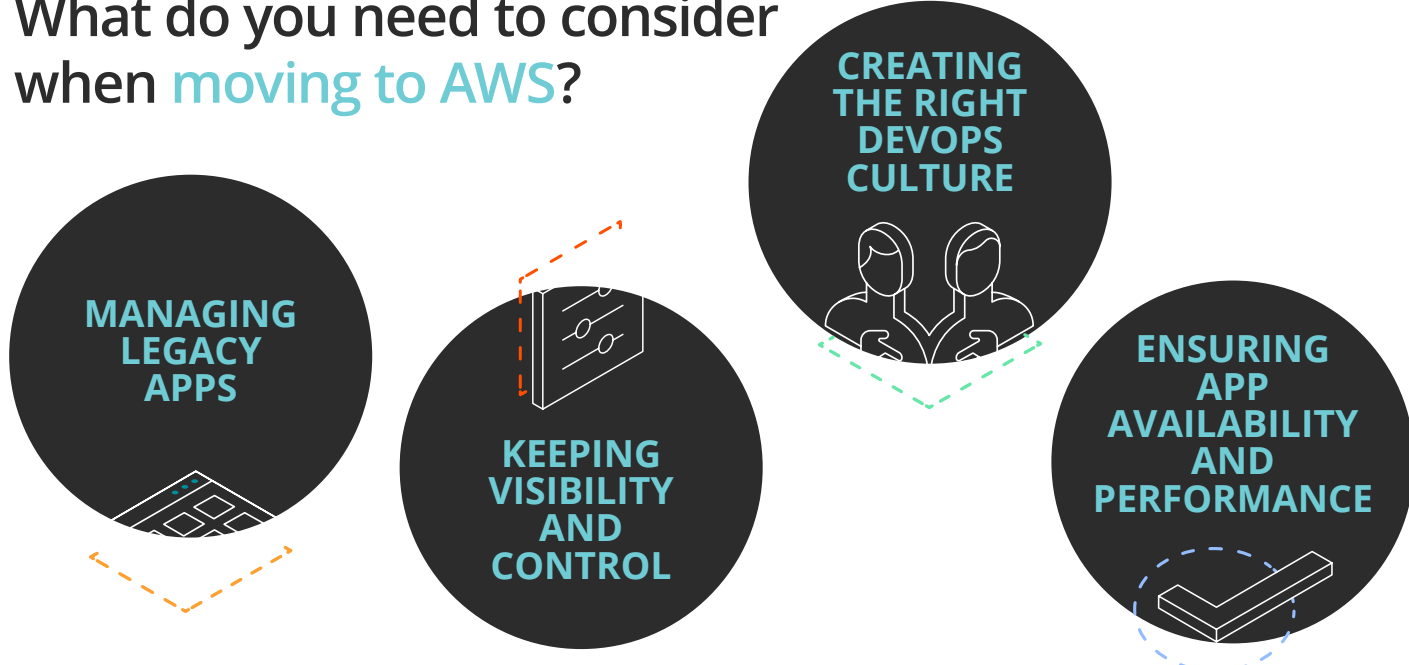 What do you need to consider
when moving to AWS?
MANAGING
LEGACY
APPS
KEEPING
VISIBILITY
AND
CONTROL
CREATING
THE RIGHT
DEVOPS
CULTURE
ENSURING
APP
AVAILABILITY
AND
PERFORMANCE